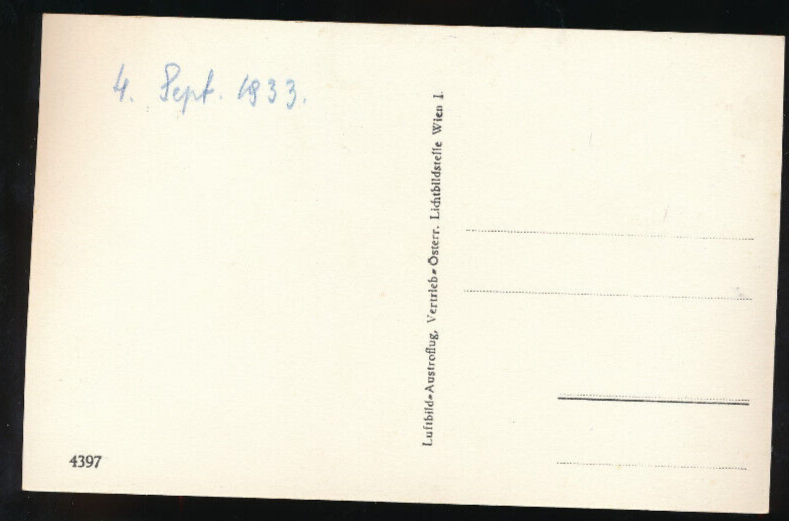 4. Sept. 1933.
Luftbild=Austroflug, Vertrieb=Österr. Lichtbildstelle Wien I.
4397